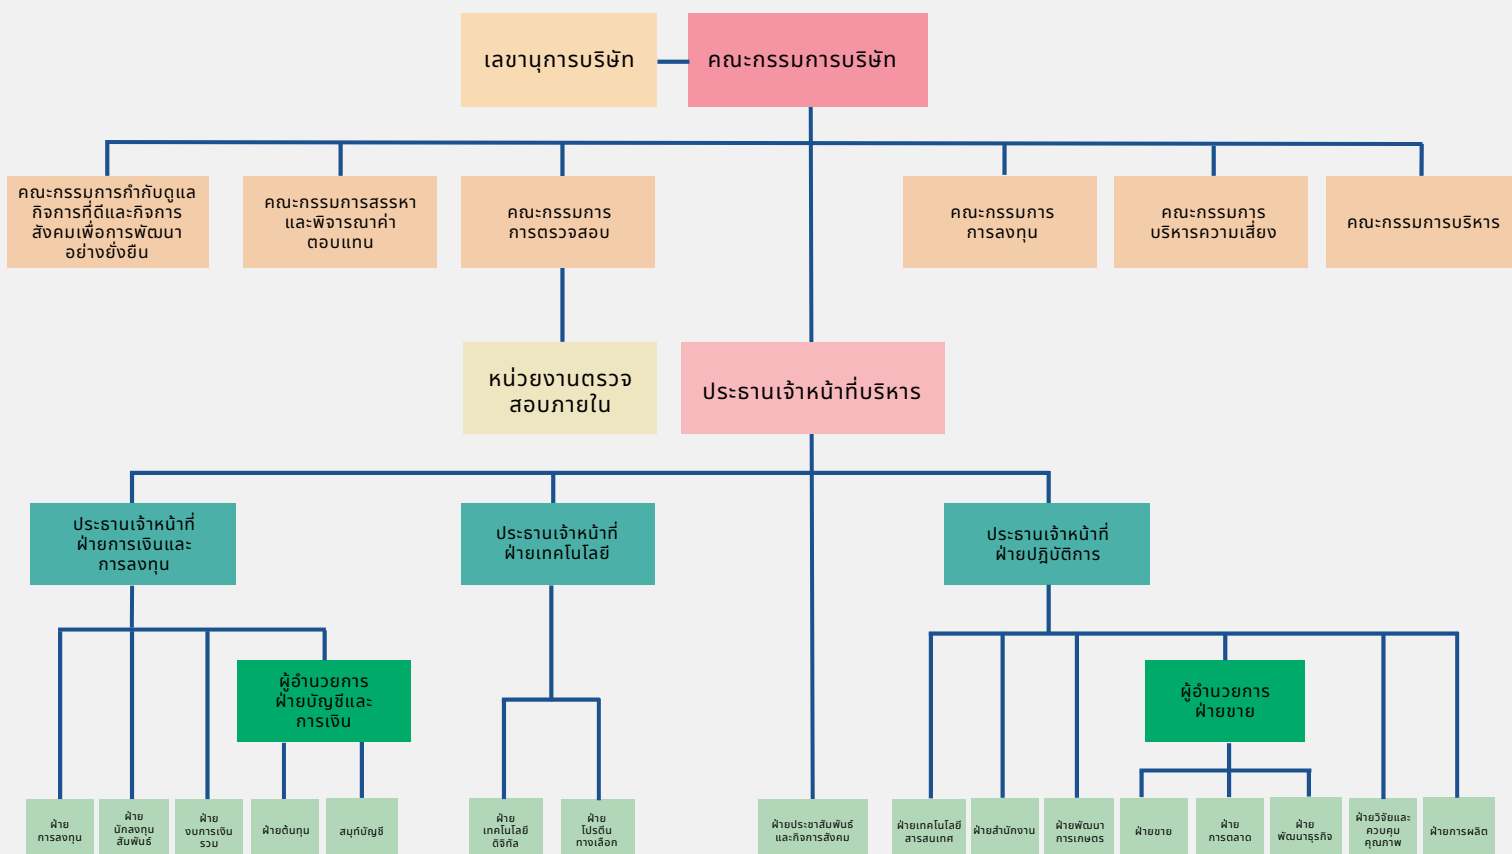 เลขานุการบริษัท
คณะกรรมการบริษัท
คณะกรรมการกำกับดูแล
กิจการที่ดีและกิจการ
สังคมเพื่อการพัฒนา
อย่างยั่งยืน
คณะกรรมการสรรหา
และพิจารณาค่า
ตอบแทน
คณะกรรมการ
การตรวจสอบ
คณะกรรมการ
การลงทุน
คณะกรรมการ
บริหารความเสี่ยง
คณะกรรมการบริหาร
หน่วยงานตรวจ
สอบภายใน
ประธานเจ้าหน้าที่บริหาร
ประธานเจ้าหน้าที่
ฝ่ายการเงินและ
การลงทุน
ประธานเจ้าหน้าที่
ฝ่ายเทคโนโลยี
ประธานเจ้าหน้าที่
ฝ่ายปฎิบัติการ
ผู้อำนวยการ
ฝ่ายบัญชีและ
การเงิน
ผู้อำนวยการ
ฝ่ายขาย
ฝ่าย
การลงทุน
ฝ่าย
นักลงทุน
สัมพันธ์
ฝ่าย
งบการเงิน
รวม
ฝ่ายต้นทุน
สมุห์บัญชี
ฝ่าย
เทคโนโลยี
ดิจิทัล
ฝ่าย
โปรตีน
ทางเลือก
ฝ่ายประชาสัมพันธ์
และกิจการสังคม
ฝ่ายเทคโนโลยี
สารสนเทศ
ฝ่ายสำนักงาน
ฝ่ายพัฒนา
การเกษตร
ฝ่ายขาย
ฝ่าย
การตลาด
ฝ่าย
พัฒนาธุรกิจ
ฝ่ายวิจัยและ
ควบคุม
คุณภาพ
ฝ่ายการผลิต